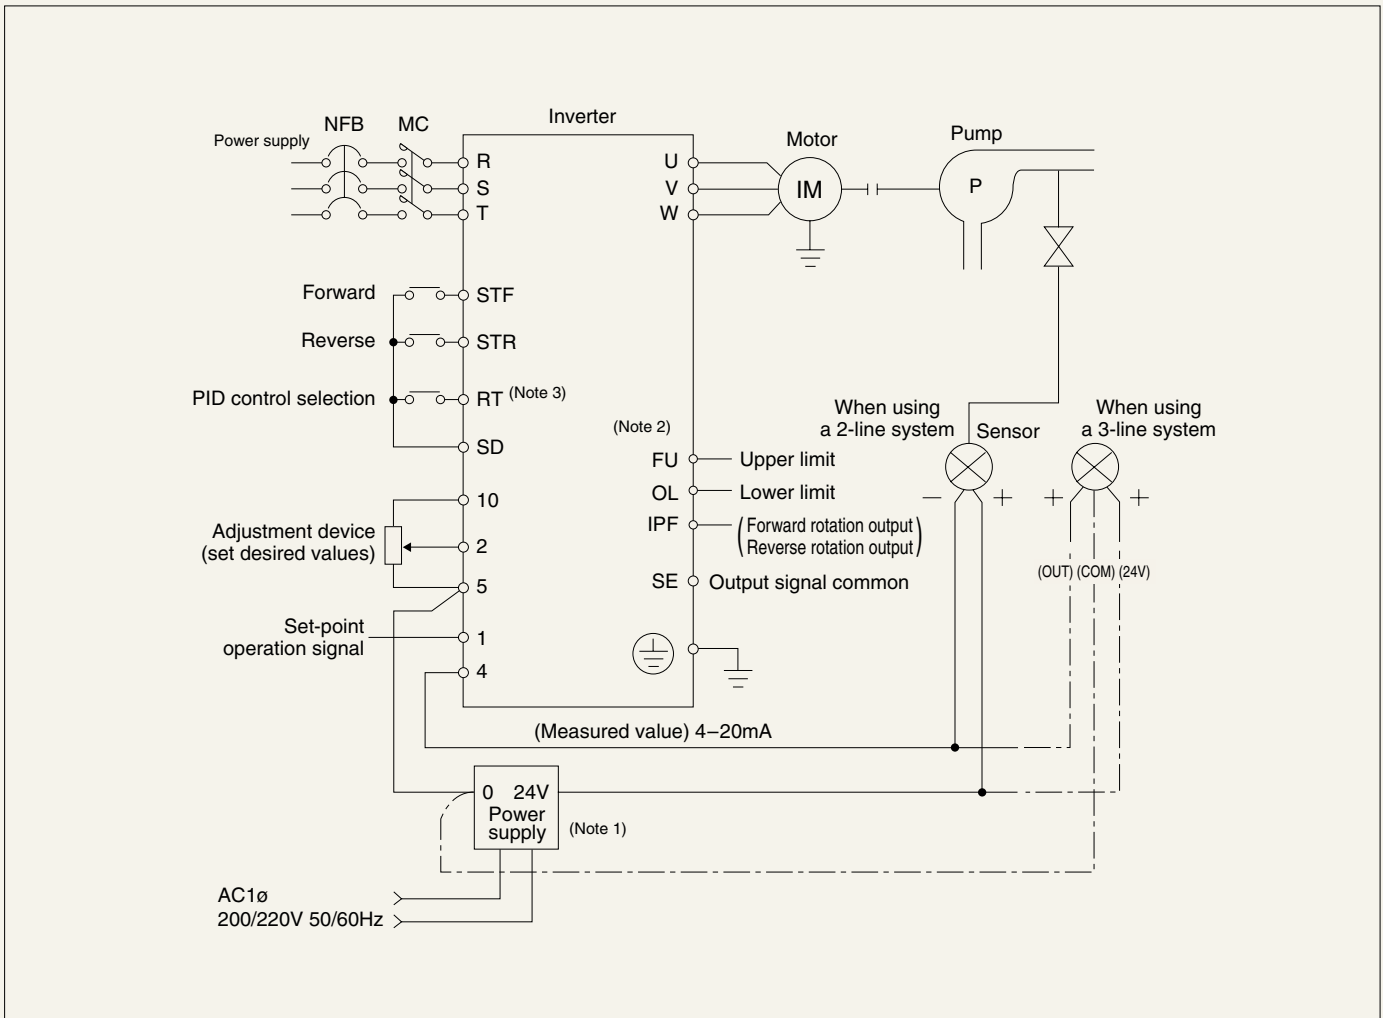 Inverter
NFB
MC
Power supply
R
S
T
U
V
W
Motor
IM
Pump
P
Forward
STF
Reverse
STR
PID control selection
RT (Note 3)
SD
10
Adjustment device
(set desired values)
2
5
Set-point
operation signal
1
4
(Note 2)
FU
Upper limit
OL
Lower limit
IPF
(Forward rotation output
Reverse rotation output)
SE
Output signal common
When using
a 2-line system
Sensor
When using
a 3-line system
− +
+ +
(OUT) (COM) (24V)
(Measured value) 4–20mA
0 24V
Power
supply
(Note 1)
AC1ø
200/220V 50/60Hz